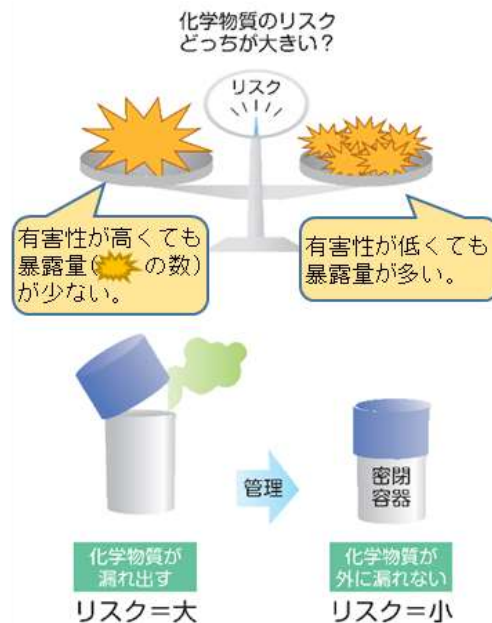 化学物質のリスク
どっちが大きい？
リスク
有害性が高くても
暴露量(の数)
が少ない。
有害性が低くても
暴露量が多い。
管理
密閉
容器
化学物質が
漏れ出す
化学物質が
外に漏れない
リスク＝大
リスク＝小